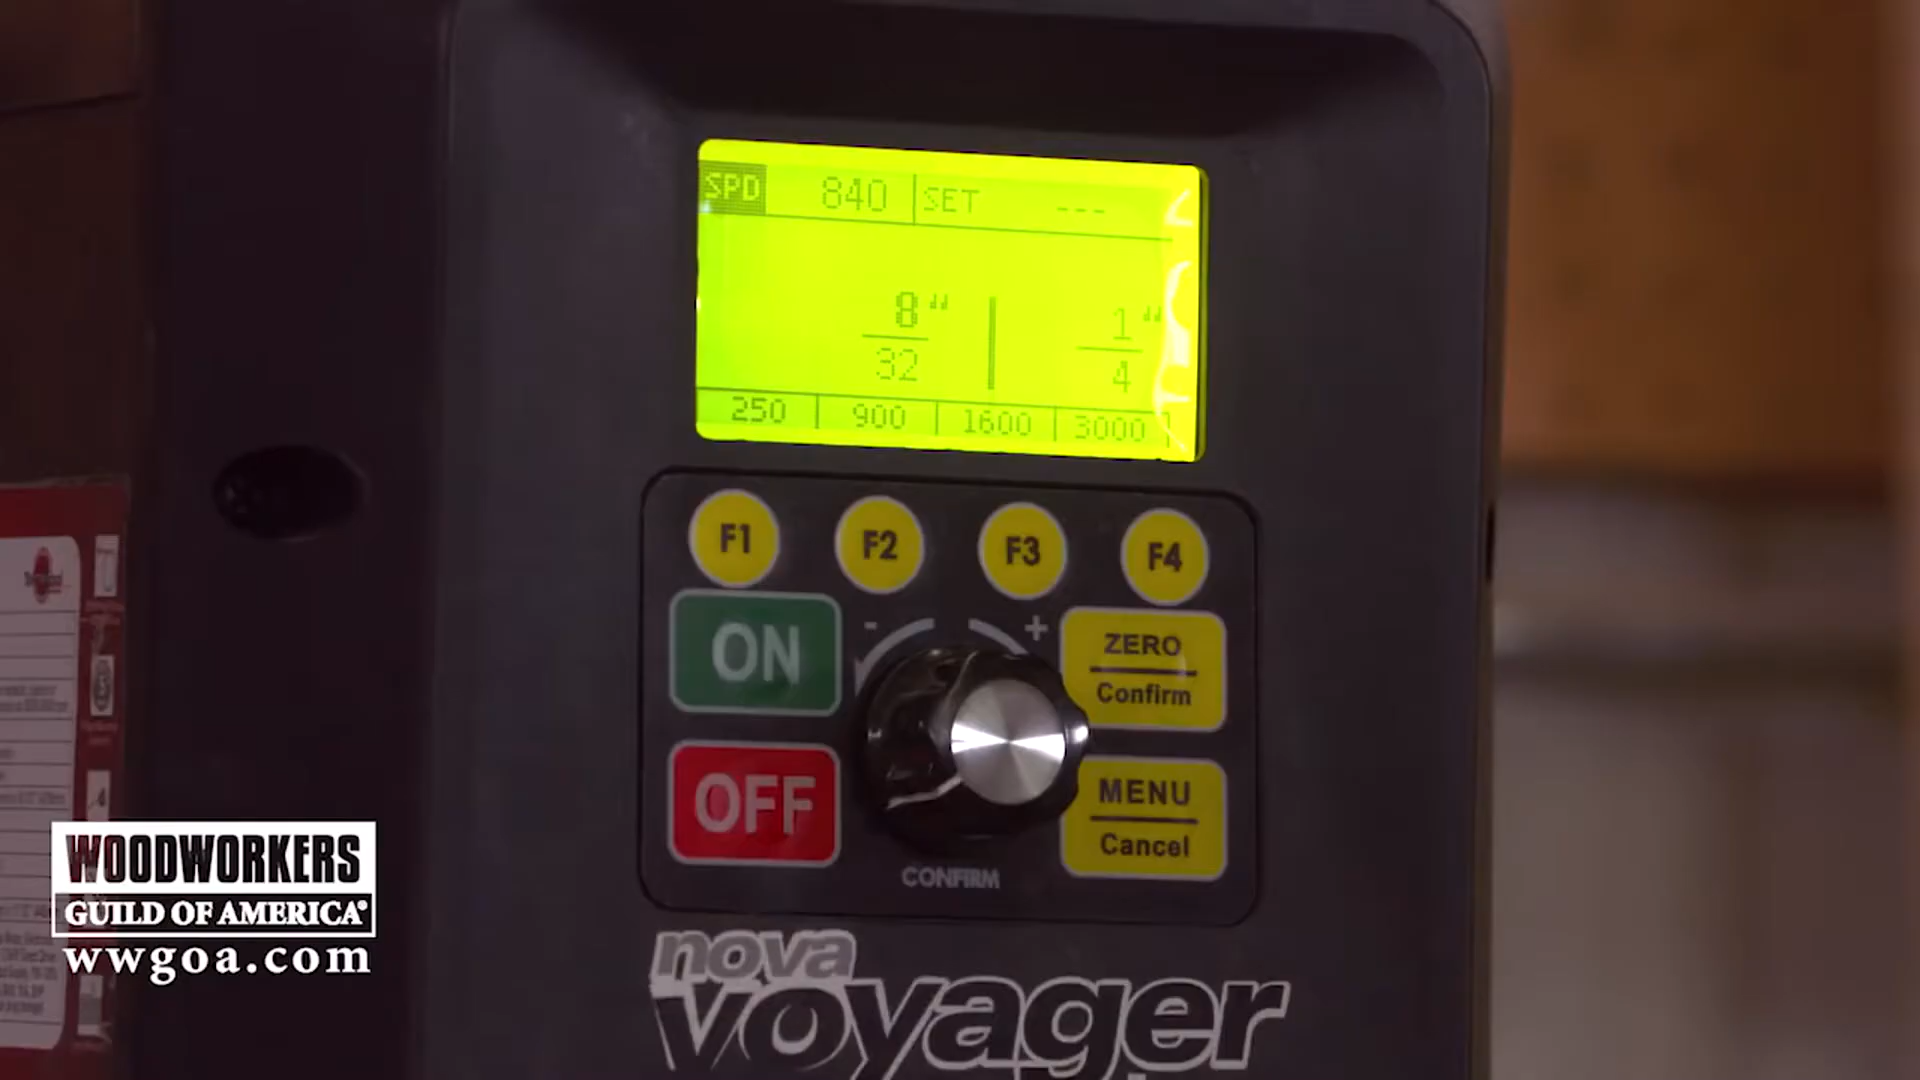 SPD 840 SET ---
8" 1"
32 4
250 900 1600 3000
F1 F2 F3 F4
ON
- +
ZERO
Confirm
OFF
MENU
Cancel
CONFIRM
nova
voyager
WOODWORKERS
GUILD OF AMERICA®
wwgoa.com